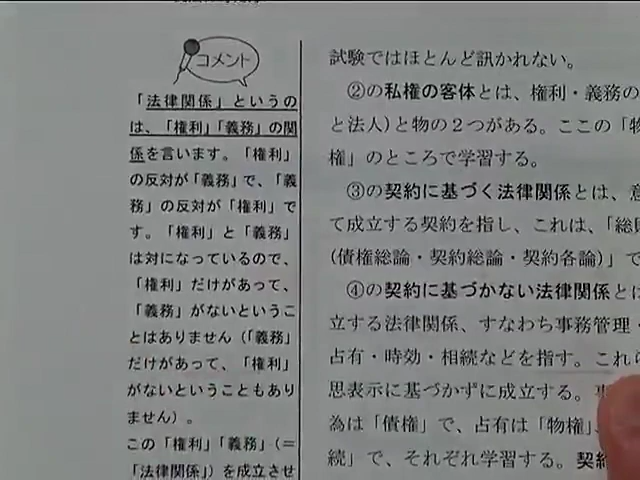 コメント
「法律関係」というの
は、「権利」「義務」の関
係を言います。「権利」
の反対が「義務」で、「義
務」の反対が「権利」で
す。「権利」と「義務」
は対になっているので、
「権利」だけがあって、
「義務」がないというこ
とはありません（「義務」
だけがあって、「権利」
がないということもあり
ません）。
この「権利」「義務」（＝
「法律関係」）を成立させ
試験ではほとんど訊かれない。
②の私権の客体とは、権利・義務の
と法人)と物の２つがある。ここの「物
権」のところで学習する。
③の契約に基づく法律関係とは、意
て成立する契約を指し、これは、「総則
(債権総論・契約総論・契約各論)」で
④の契約に基づかない法律関係とは
立する法律関係、すなわち事務管理・
占有・時効・相続などを指す。これら
思表示に基づかずに成立する。
為は「債権」で、占有は「物権」、
続」で、それぞれ学習する。契約